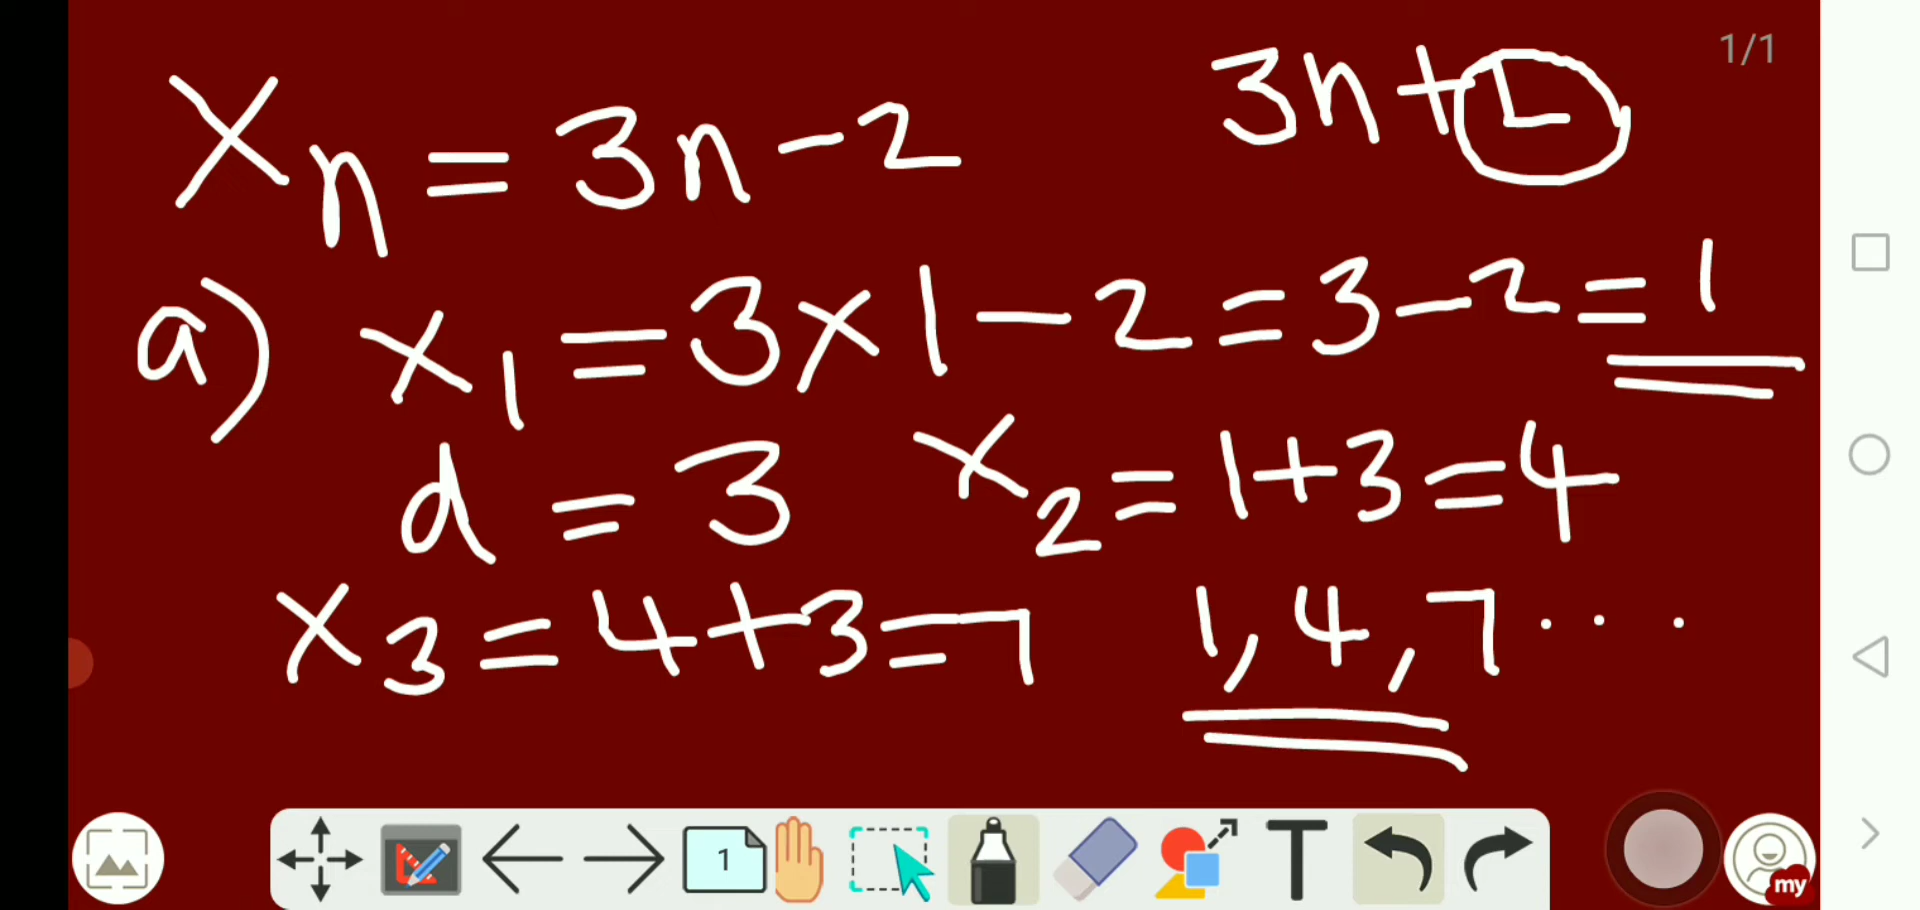 1/1
xn = 3n - 2
3n + L
a) x1 = 3 x 1 - 2 = 3 - 2 = 1
d = 3 x2 = 1 + 3 = 4
x3 = 4 + 3 = 7 1, 4, 7 . . .
1 T my